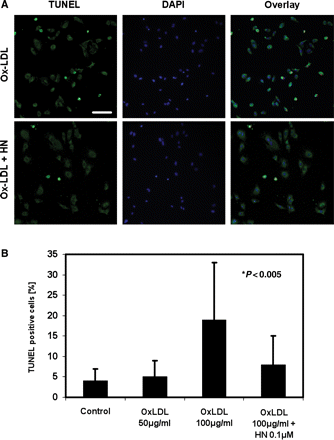 A
TUNEL DAPI Overlay
Ox-LDL
Ox-LDL + HN
B
TUNEL positive cells [%]
35
30
25
20
15
10
5
0
*P < 0.005
Control
OxLDL 50µg/ml
OxLDL 100µg/ml
OxLDL 100µg/ml + HN 0.1µM